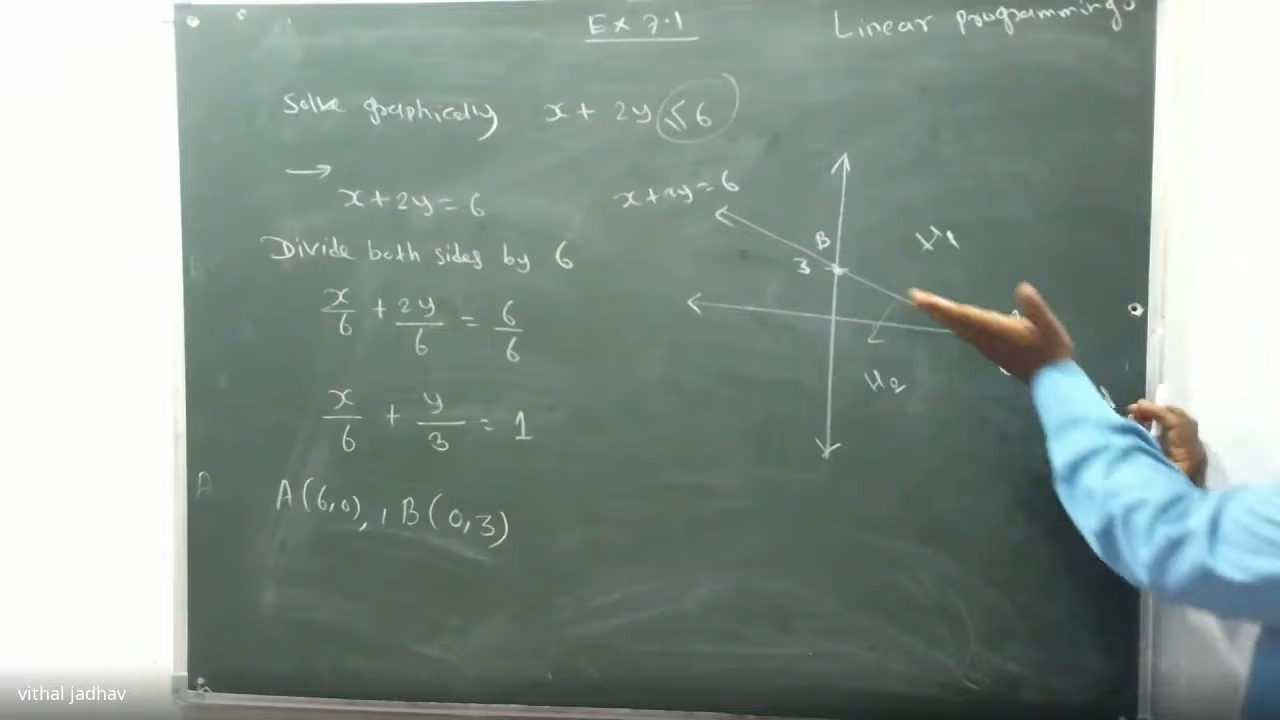 Ex 7.1
Linear programming
Solve graphically x + 2y ≤ 6
→
x + 2y = 6
Divide both sides by 6
x/6 + 2y/6 = 6/6
x/6 + y/3 = 1
A(6,0), , B(0,3)
x+2y=6
B
3
H1
H2
vithal jadhav